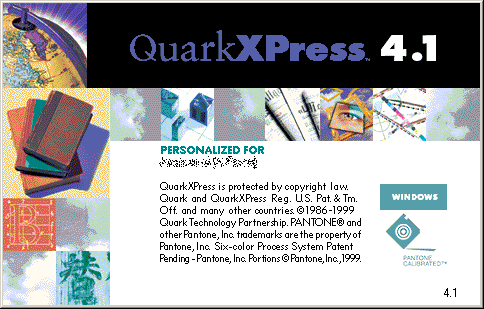 QuarkXPress™ 4.1
PERSONALIZED FOR
QuarkXPress is protected by copyright law.
Quark and QuarkXPress Reg. U.S. Pat. & Tm.
Off. and many other countries. ©1986-1999
Quark Technology Partnership. PANTONE® and
other Pantone, Inc. trademarks are the property of
Pantone, Inc. Six-color Process System Patent
Pending - Pantone, Inc. Portions ©Pantone, Inc.,1999.
WINDOWS
PANTONE
CALIBRATED™
4.1